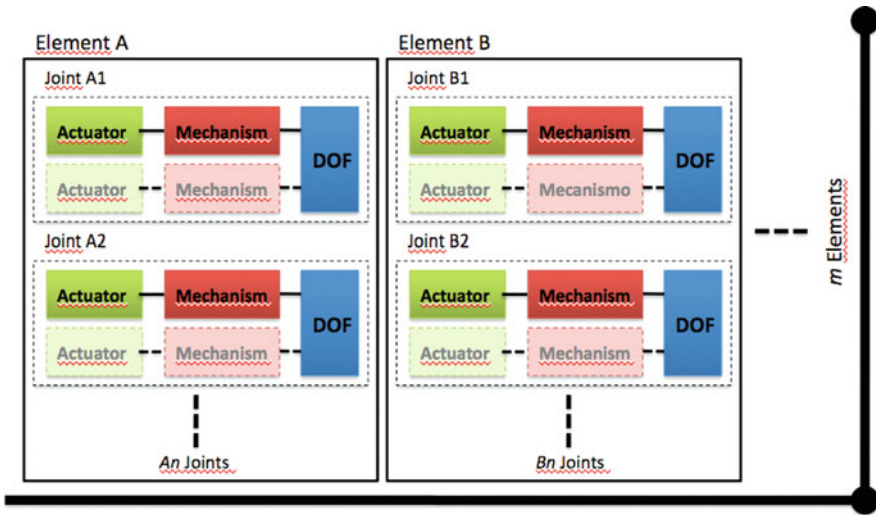 Element A
Joint A1
Actuator Mechanism DOF
Actuator Mechanism
Joint A2
Actuator Mechanism DOF
Actuator Mechanism
An Joints
Element B
Joint B1
Actuator Mechanism DOF
Actuator Mecanismo
Joint B2
Actuator Mechanism DOF
Actuator Mechanism
Bn Joints
m Elements